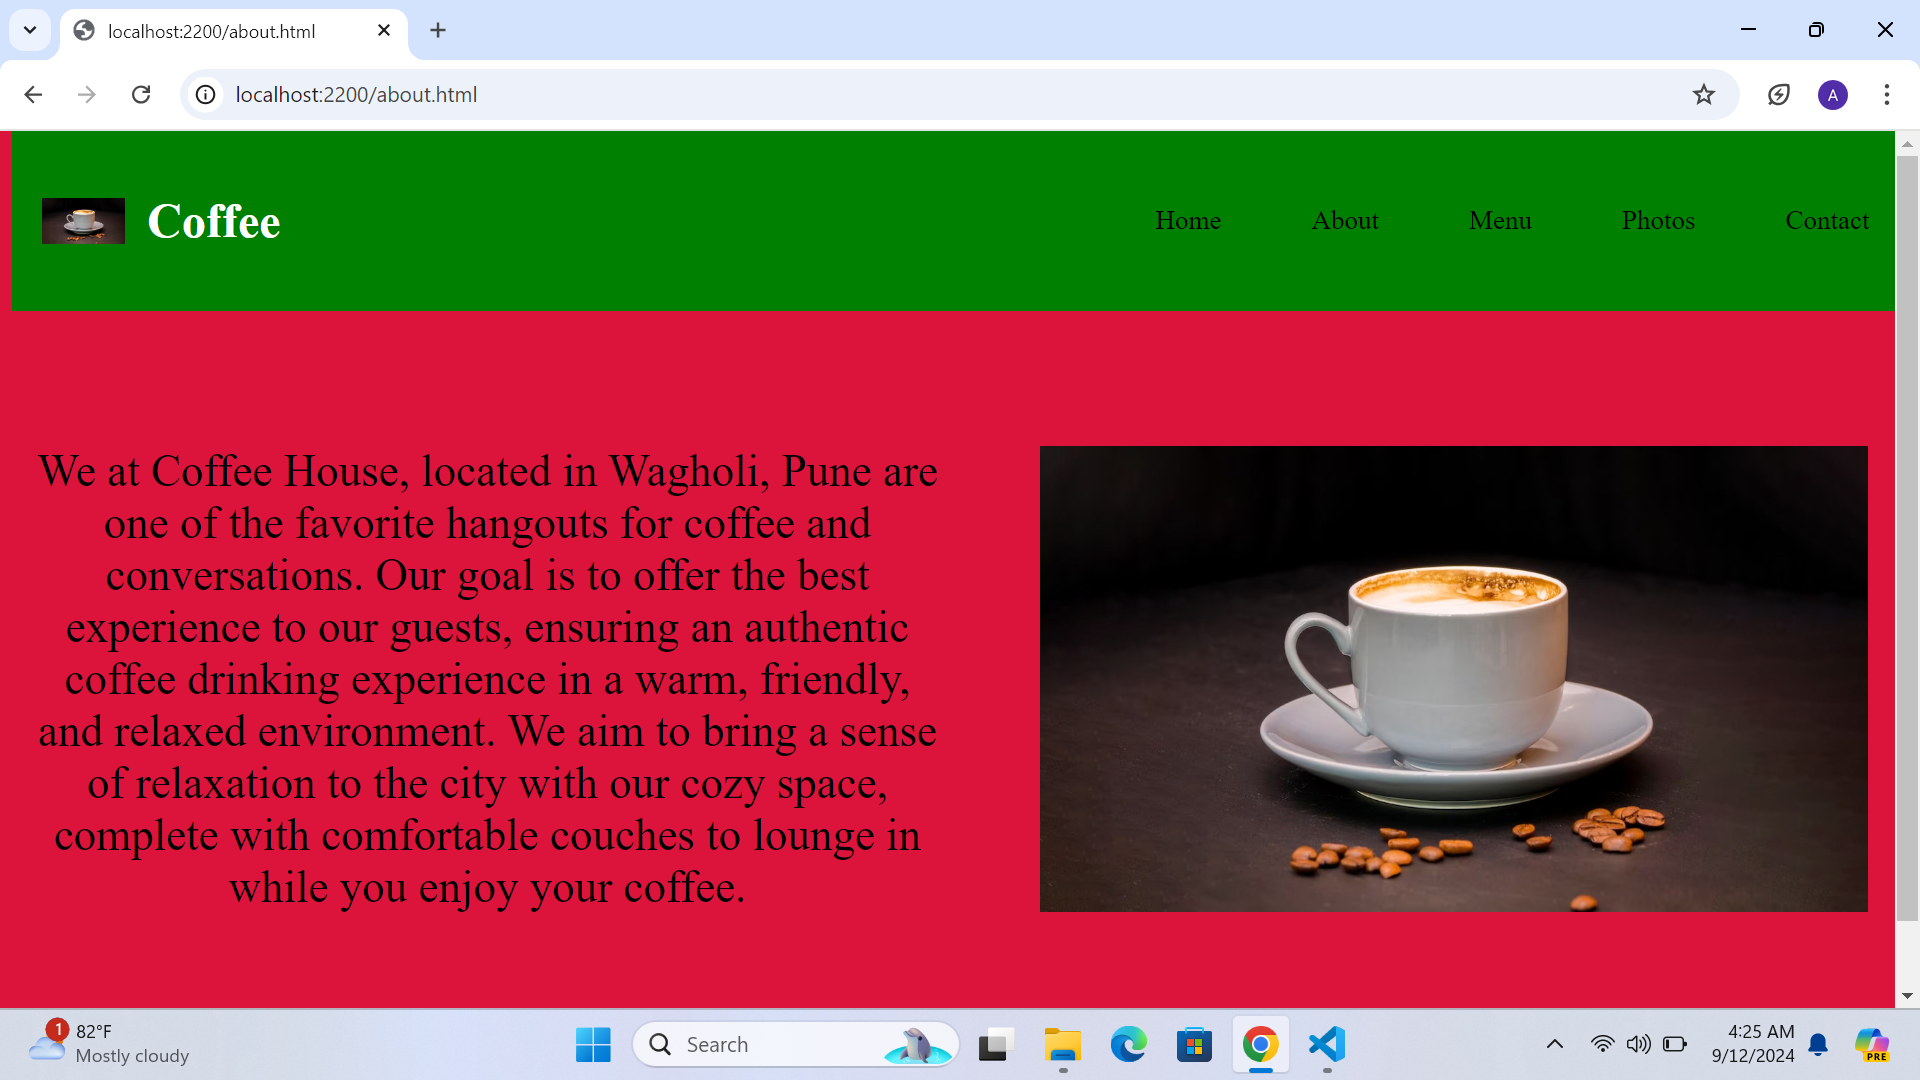 localhost:2200/about.html
localhost:2200/about.html
A
Coffee
Home
About
Menu
Photos
Contact
We at Coffee House, located in Wagholi, Pune are
one of the favorite hangouts for coffee and
conversations. Our goal is to offer the best
experience to our guests, ensuring an authentic
coffee drinking experience in a warm, friendly,
and relaxed environment. We aim to bring a sense
of relaxation to the city with our cozy space,
complete with comfortable couches to lounge in
while you enjoy your coffee.
1
82°F
Mostly cloudy
Search
4:25 AM
9/12/2024
PRE